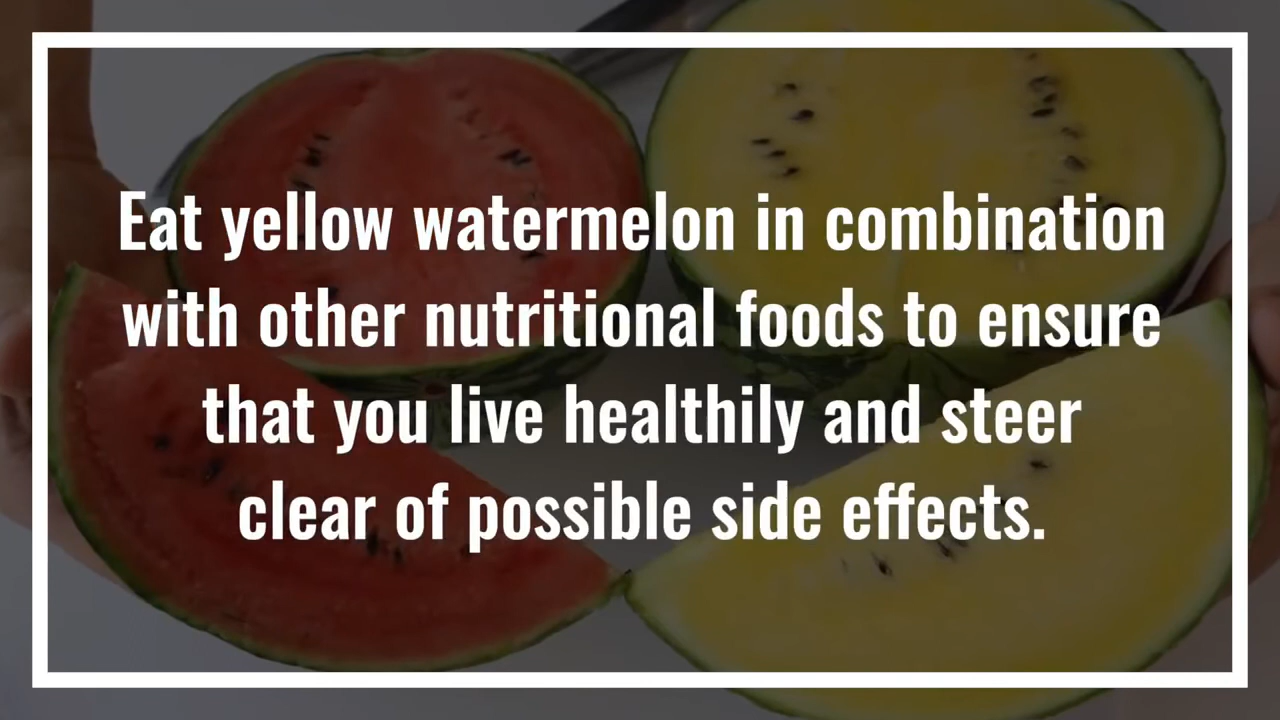 Eat yellow watermelon in combination
with other nutritional foods to ensure
that you live healthily and steer
clear of possible side effects.